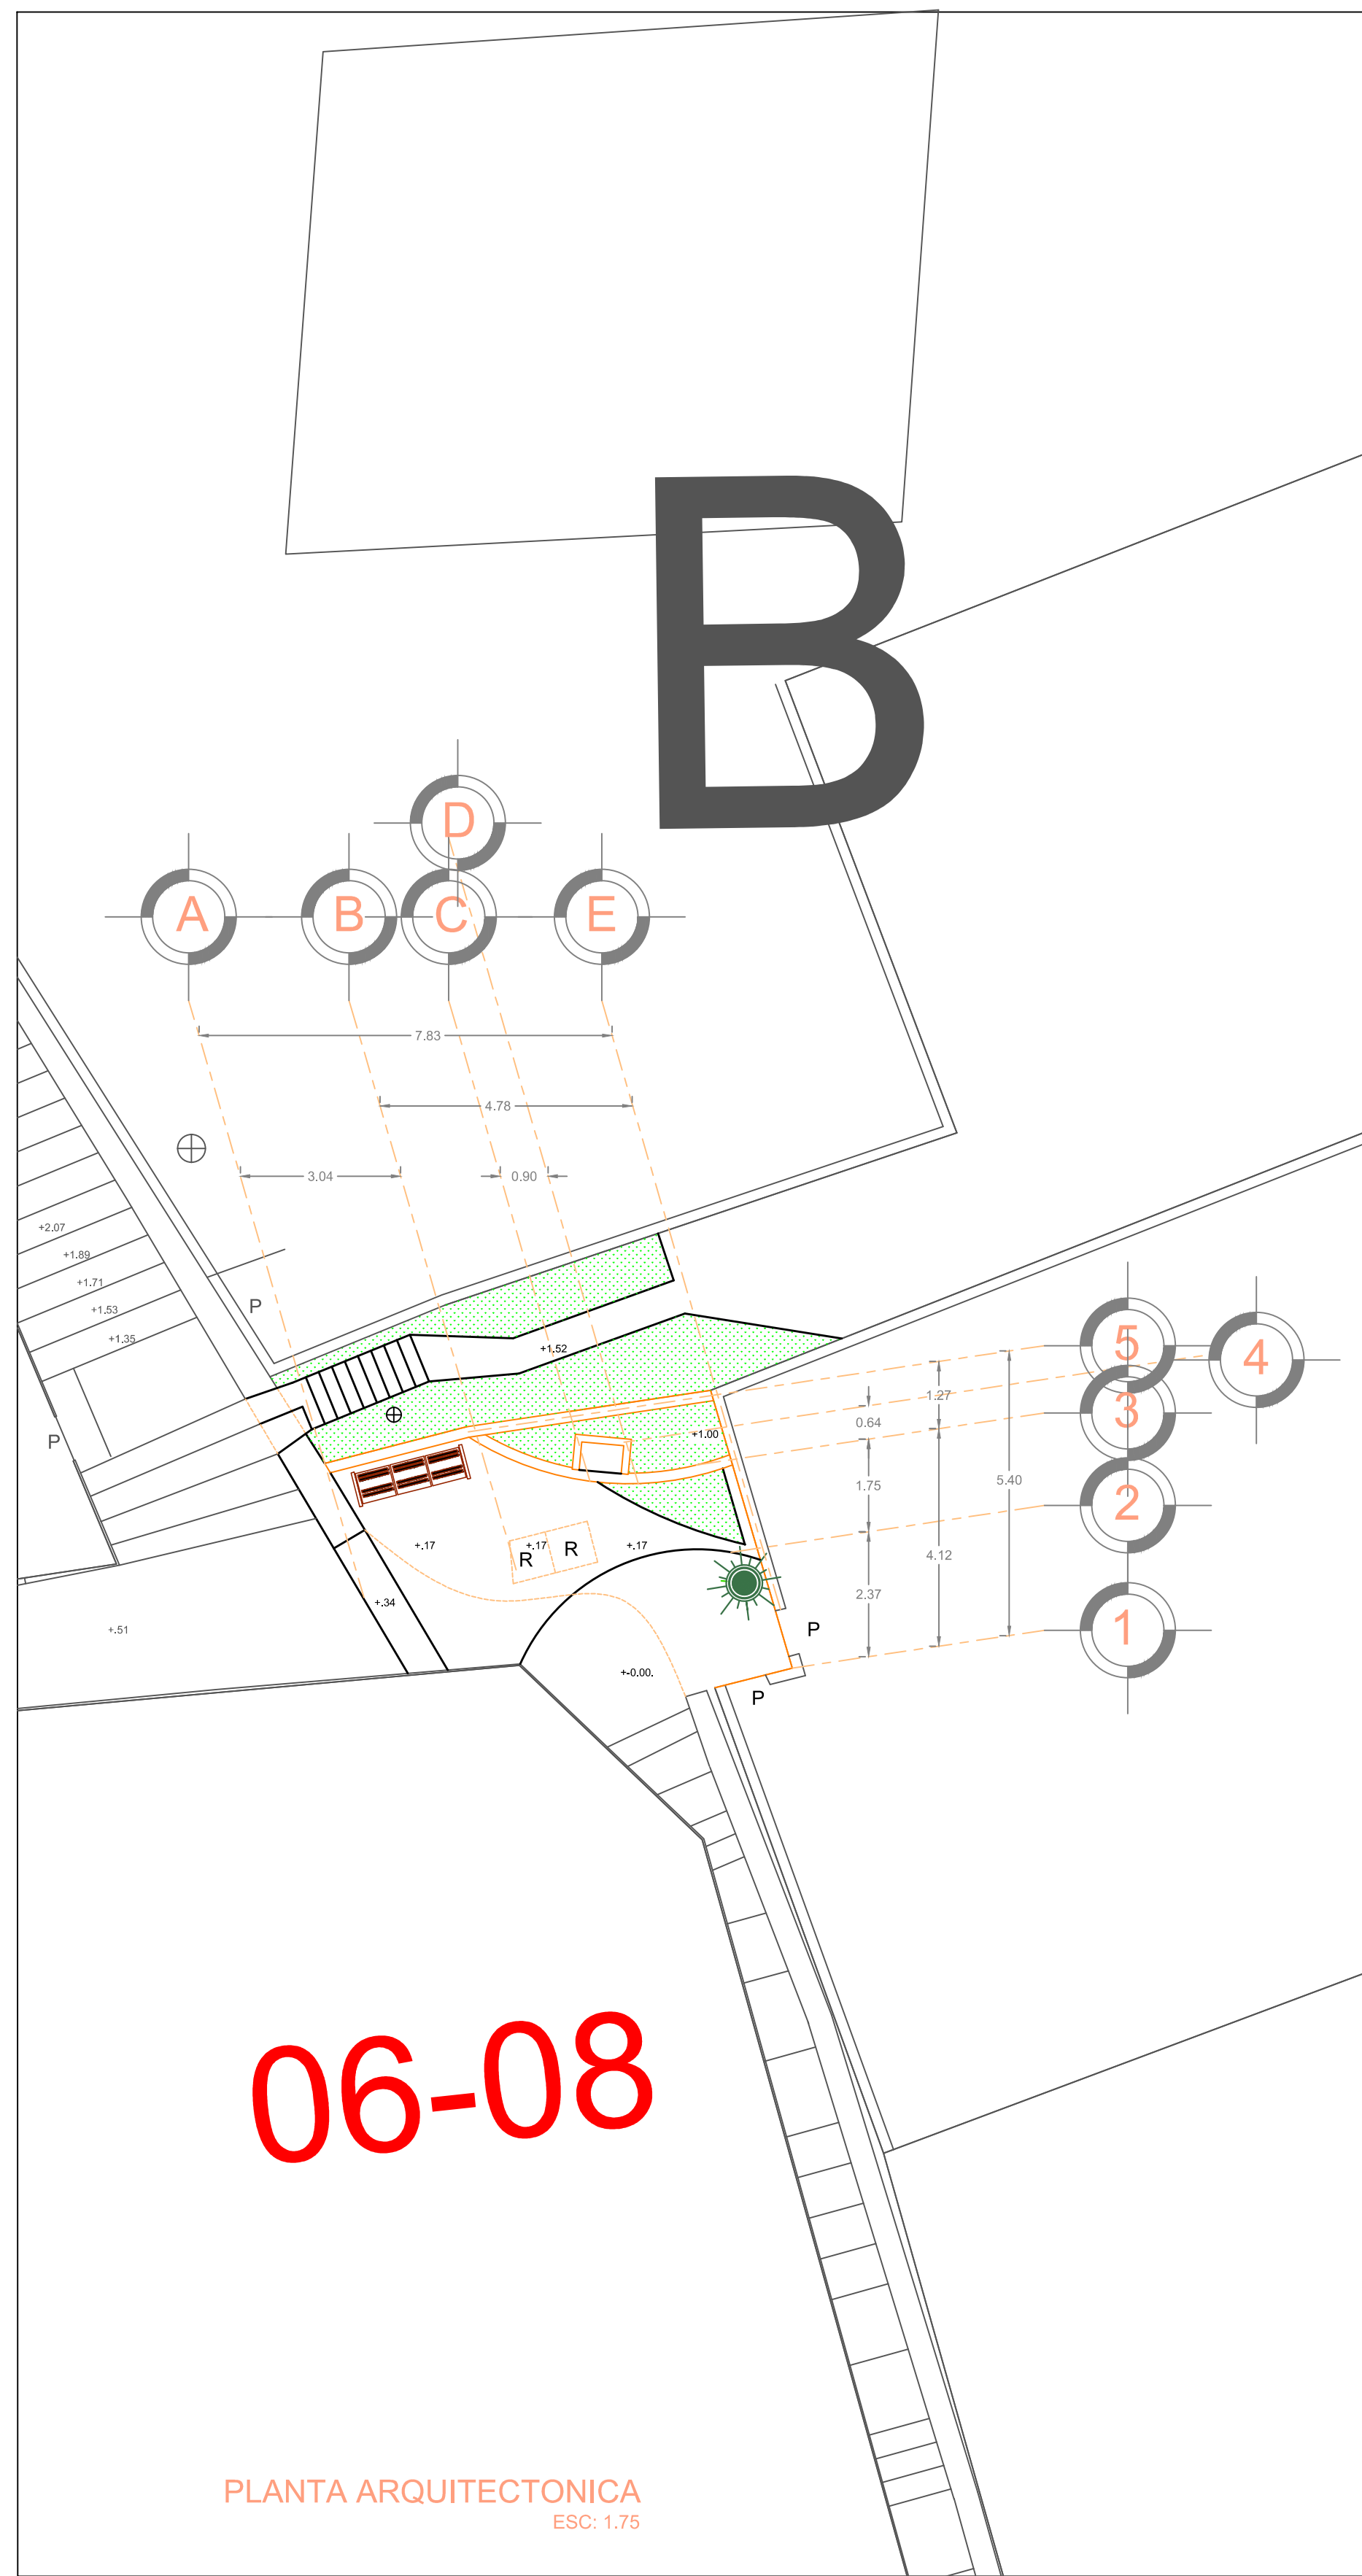 B
D
A B C E
7.83
4.78
3.04
0.90
+2.07
+1.89
+1.71
+1.53
+1.35
P
P
+1.52
5
4
3
2
1
1.27
0.64
+1.00
1.75
5.40
4.12
2.37
+.17
+.17
+.17
R
R
+.34
+.51
P
+-0.00.
P
06-08
PLANTA ARQUITECTONICA
ESC: 1.75